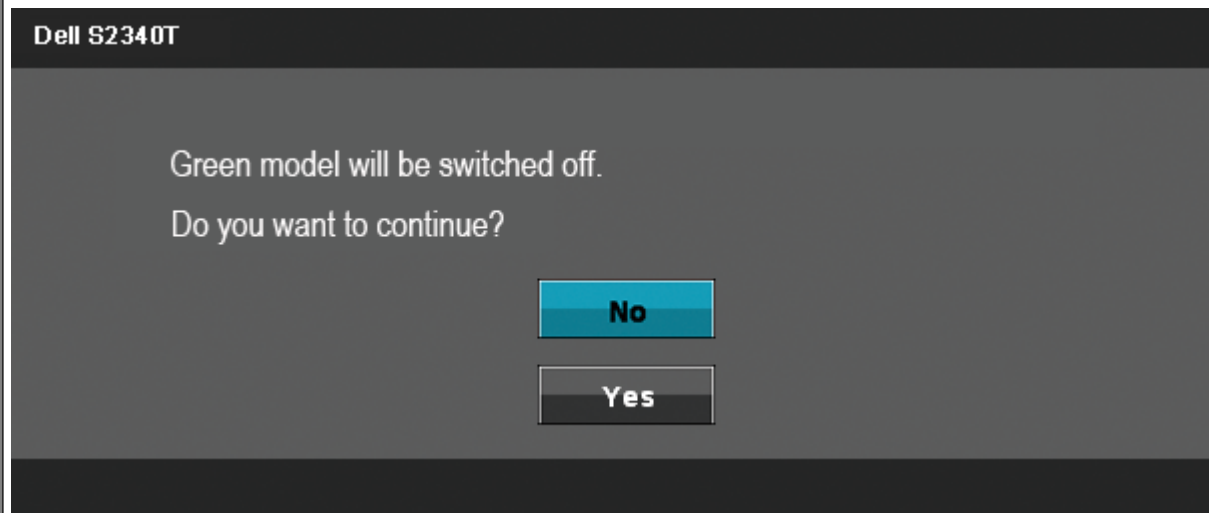 Dell S2340T
Green model will be switched off.
Do you want to continue?
No
Yes